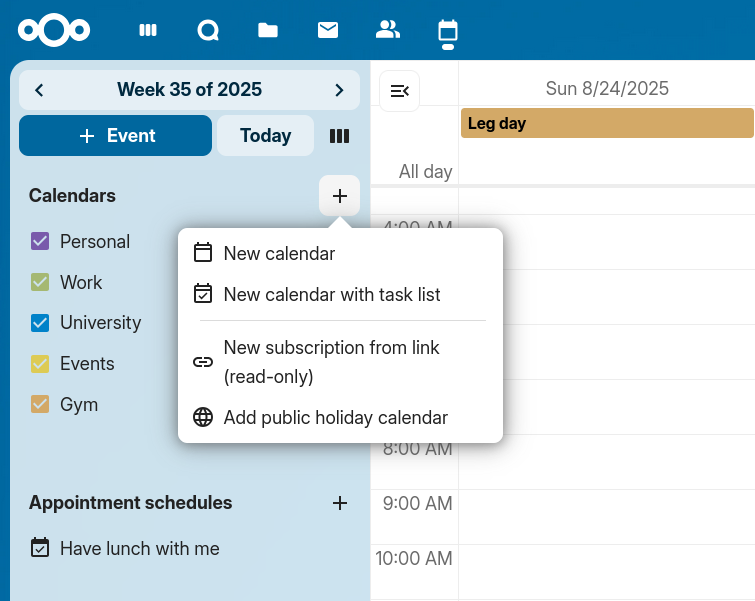 Week 35 of 2025
Sun 8/24/2025
Event
Today
Leg day
All day
Calendars
4:00 AM
Personal
New calendar
Work
New calendar with task list
University
New subscription from link
(read-only)
Events
Gym
Add public holiday calendar
8:00 AM
Appointment schedules
9:00 AM
Have lunch with me
10:00 AM